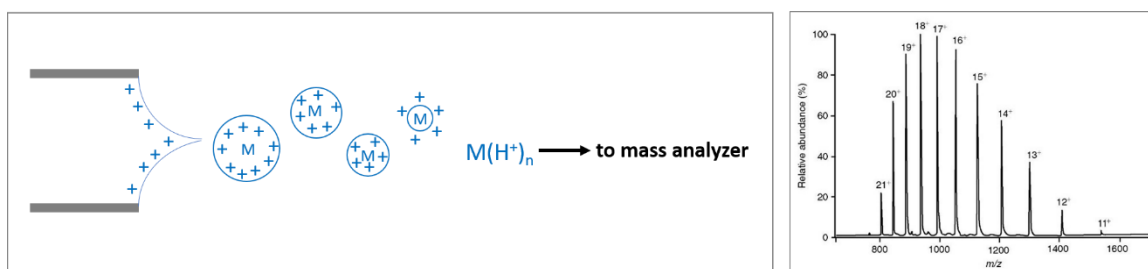 M
M
M
M
M(H⁺)ₙ
to mass analyzer
Relative abundance (%)
100
80
60
40
20
0
21⁺
20⁺
19⁺
18⁺
17⁺
16⁺
15⁺
14⁺
13⁺
12⁺
11⁺
800
1000
1200
1400
1600
m/z